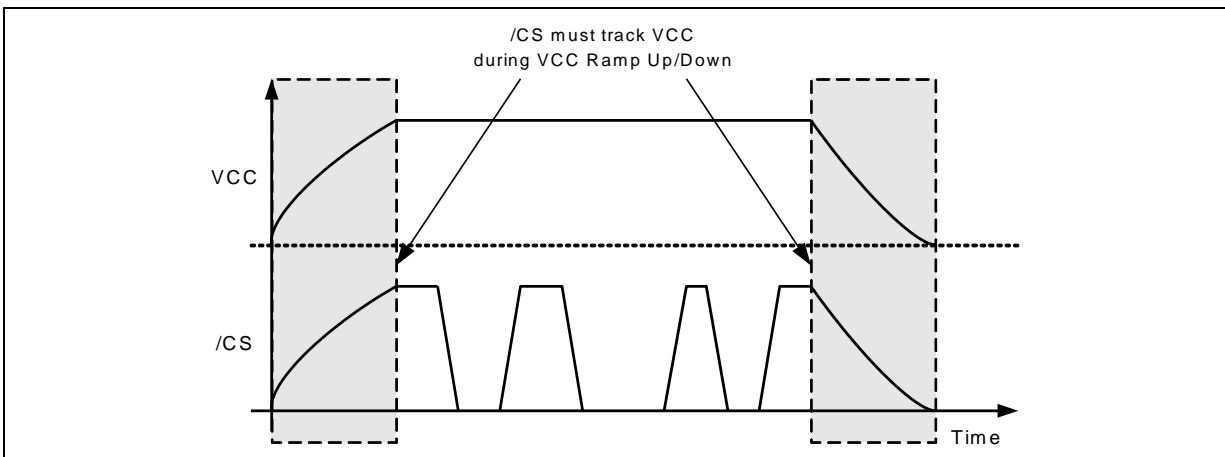 /CS must track VCC
during VCC Ramp Up/Down
VCC
/CS
Time